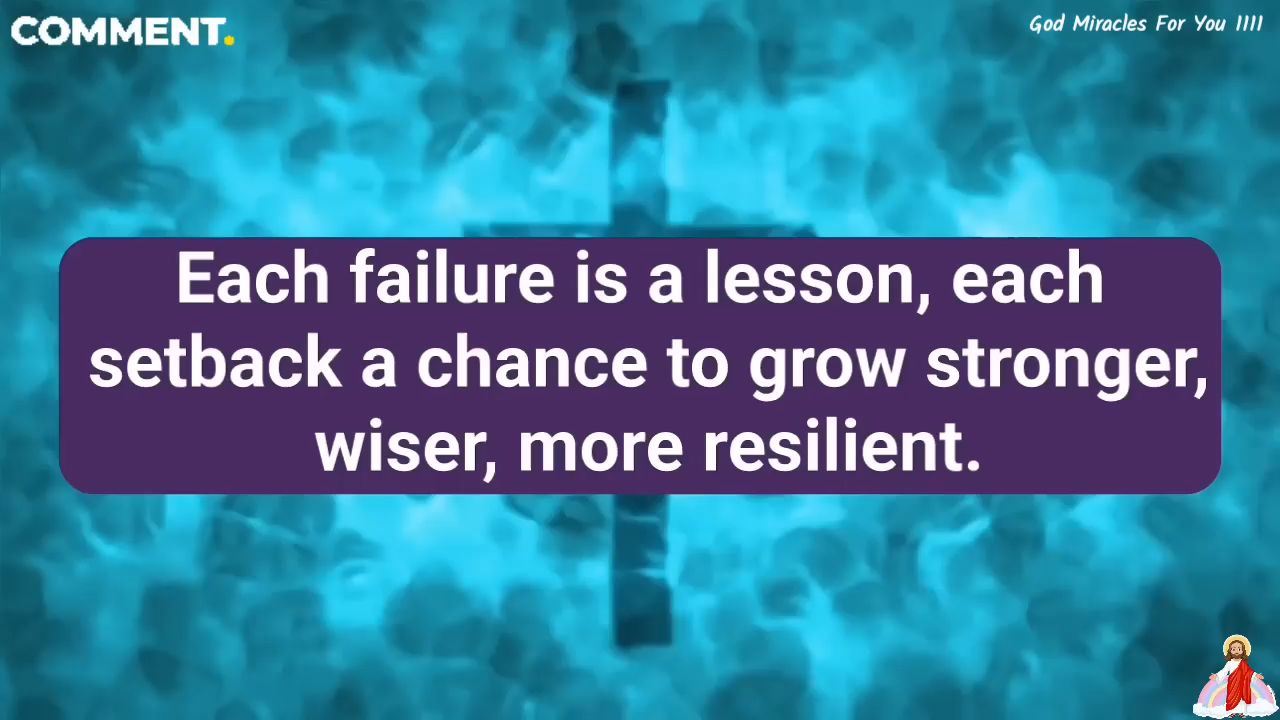 COMMENT.
God Miracles For You 1111
Each failure is a lesson, each
setback a chance to grow stronger,
wiser, more resilient.